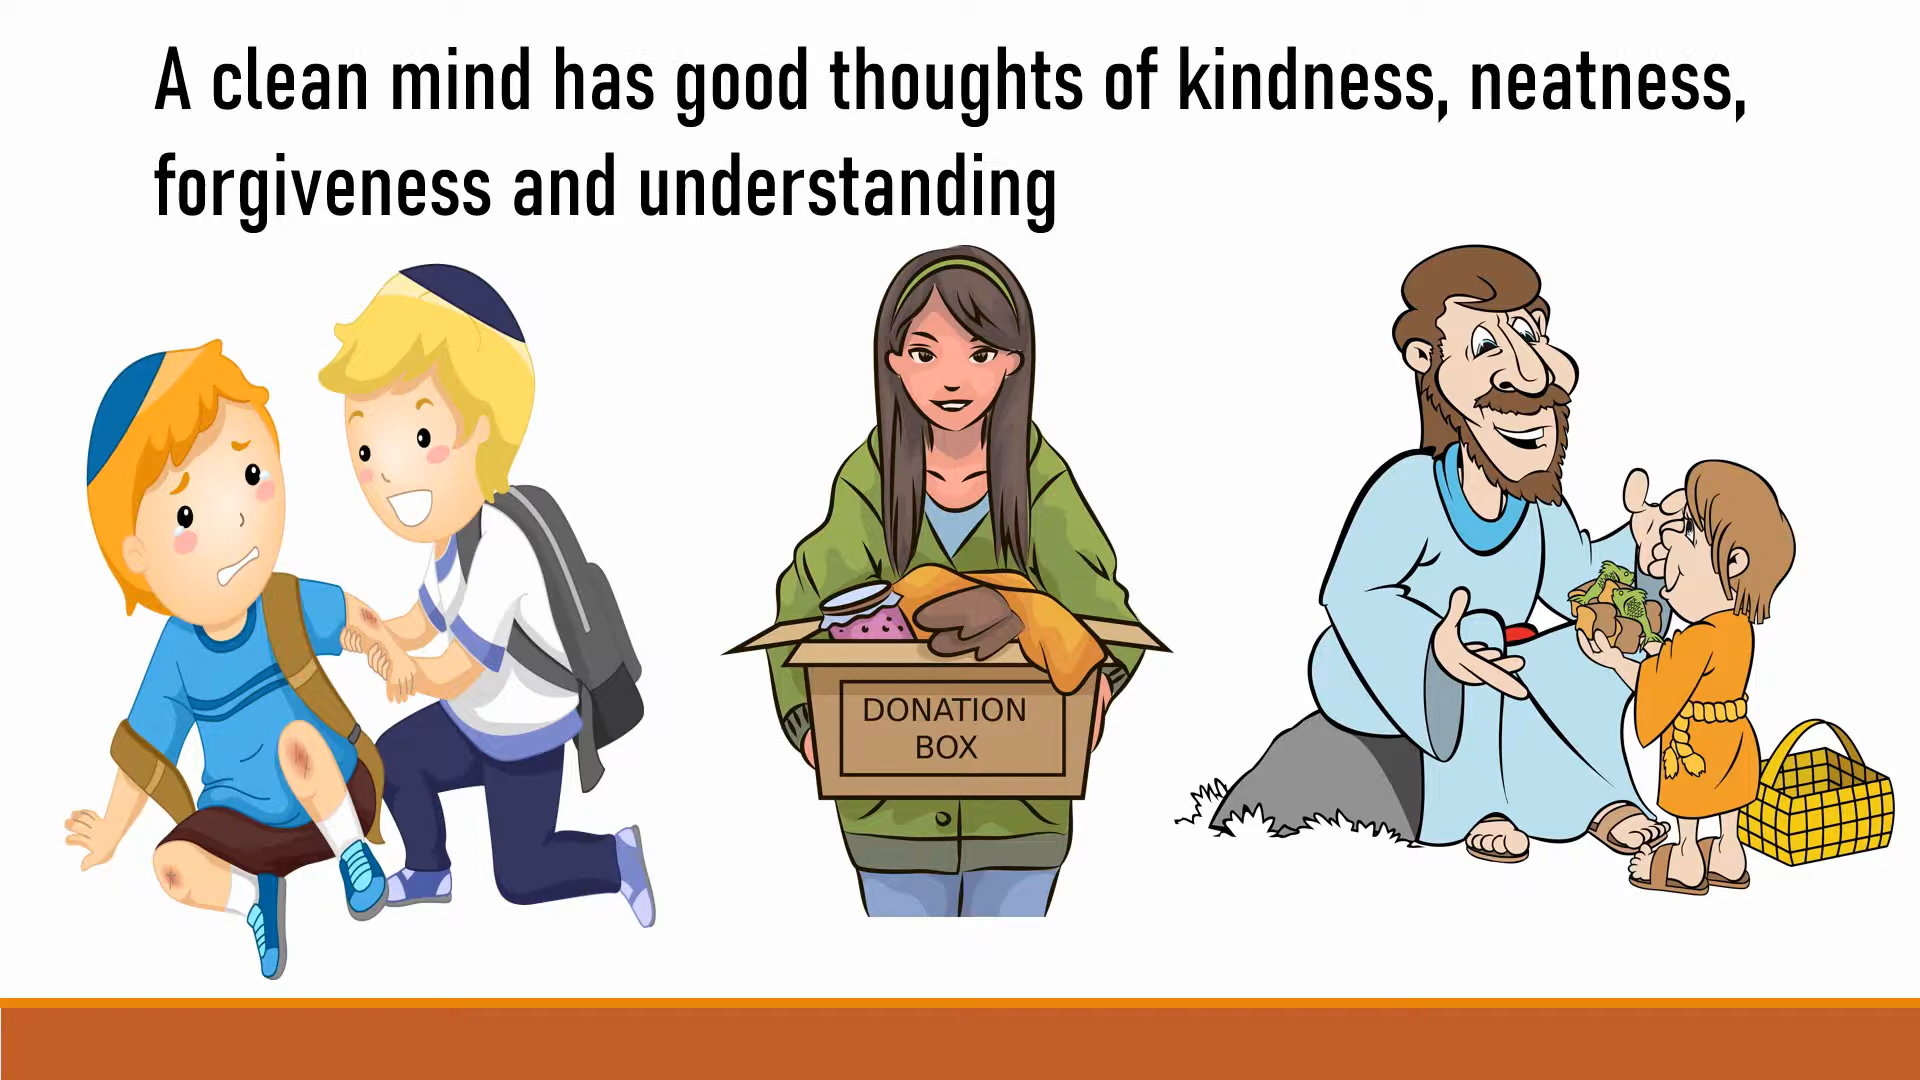 A clean mind has good thoughts of kindness, neatness,
forgiveness and understanding
DONATION
BOX